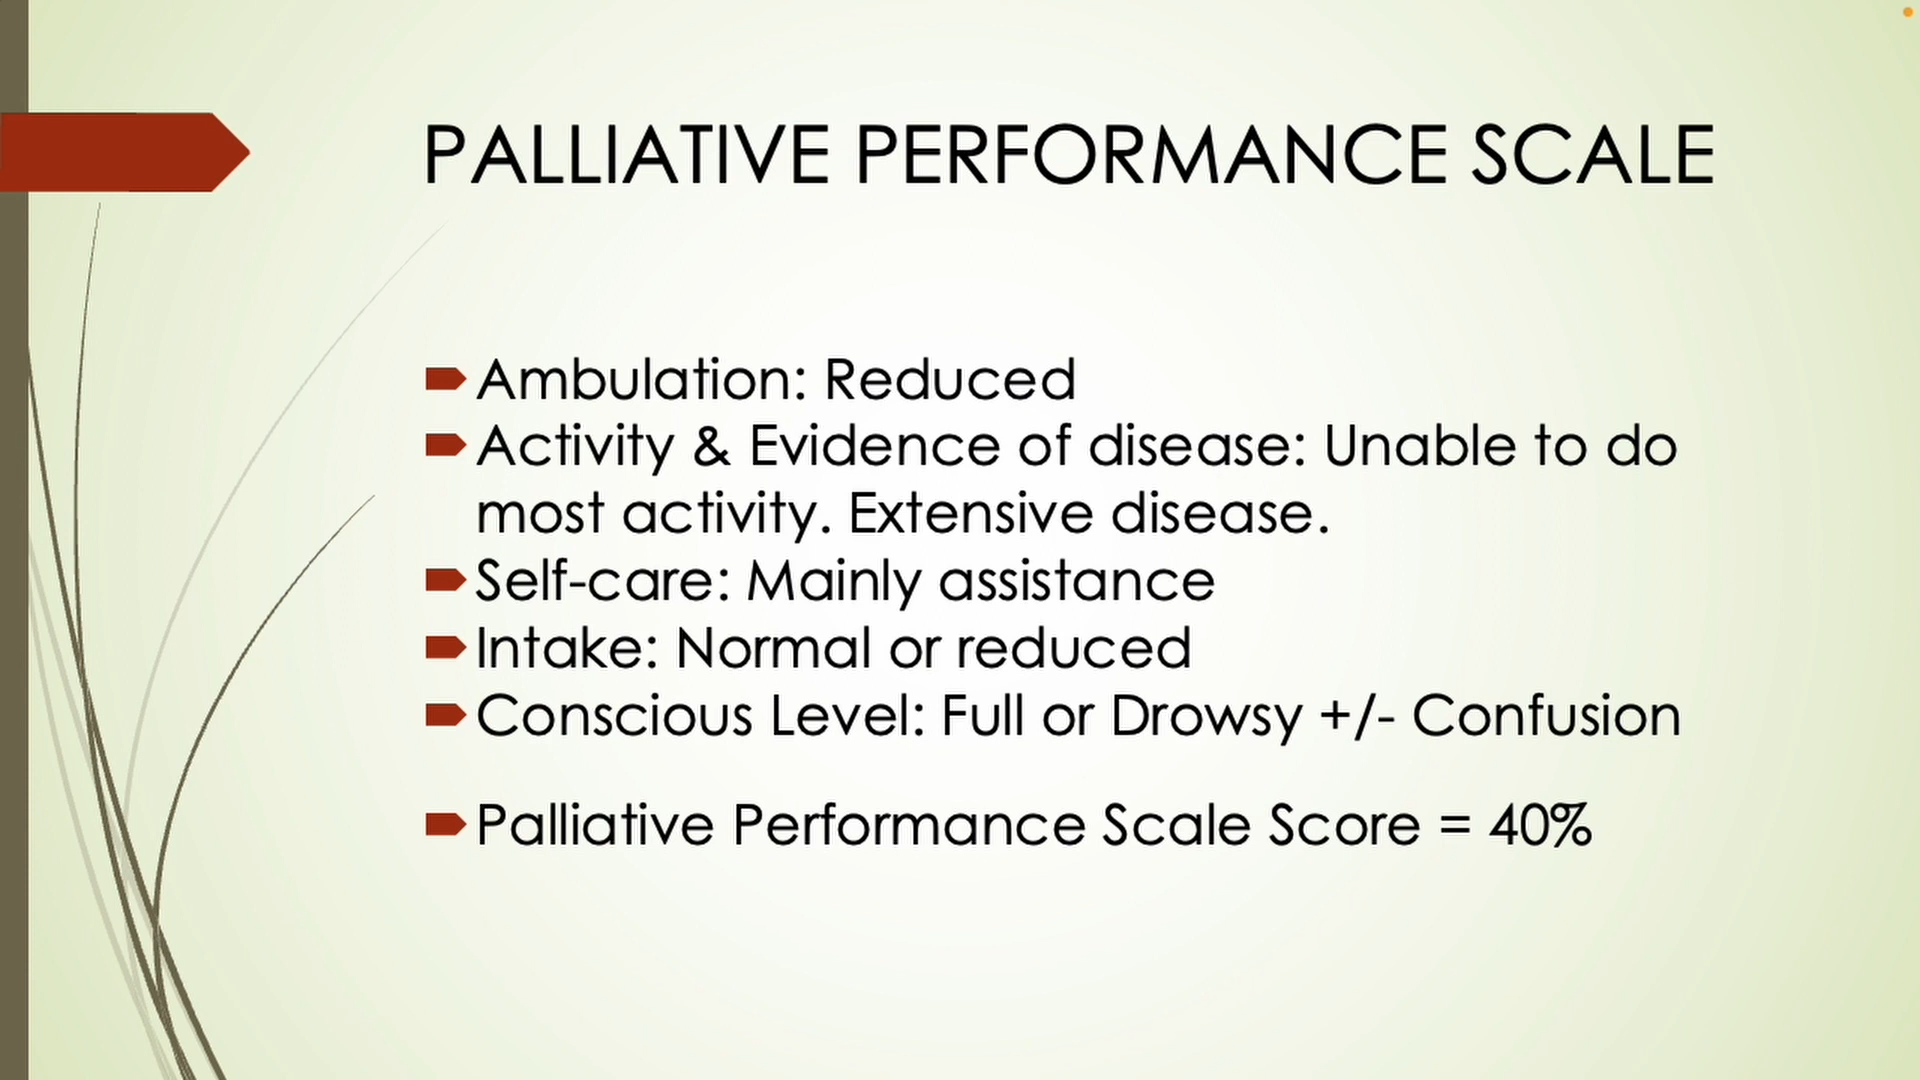 PALLIATIVE PERFORMANCE SCALE
Ambulation: Reduced
Activity & Evidence of disease: Unable to do
most activity. Extensive disease.
Self-care: Mainly assistance
Intake: Normal or reduced
Conscious Level: Full or Drowsy +/- Confusion
Palliative Performance Scale Score = 40%